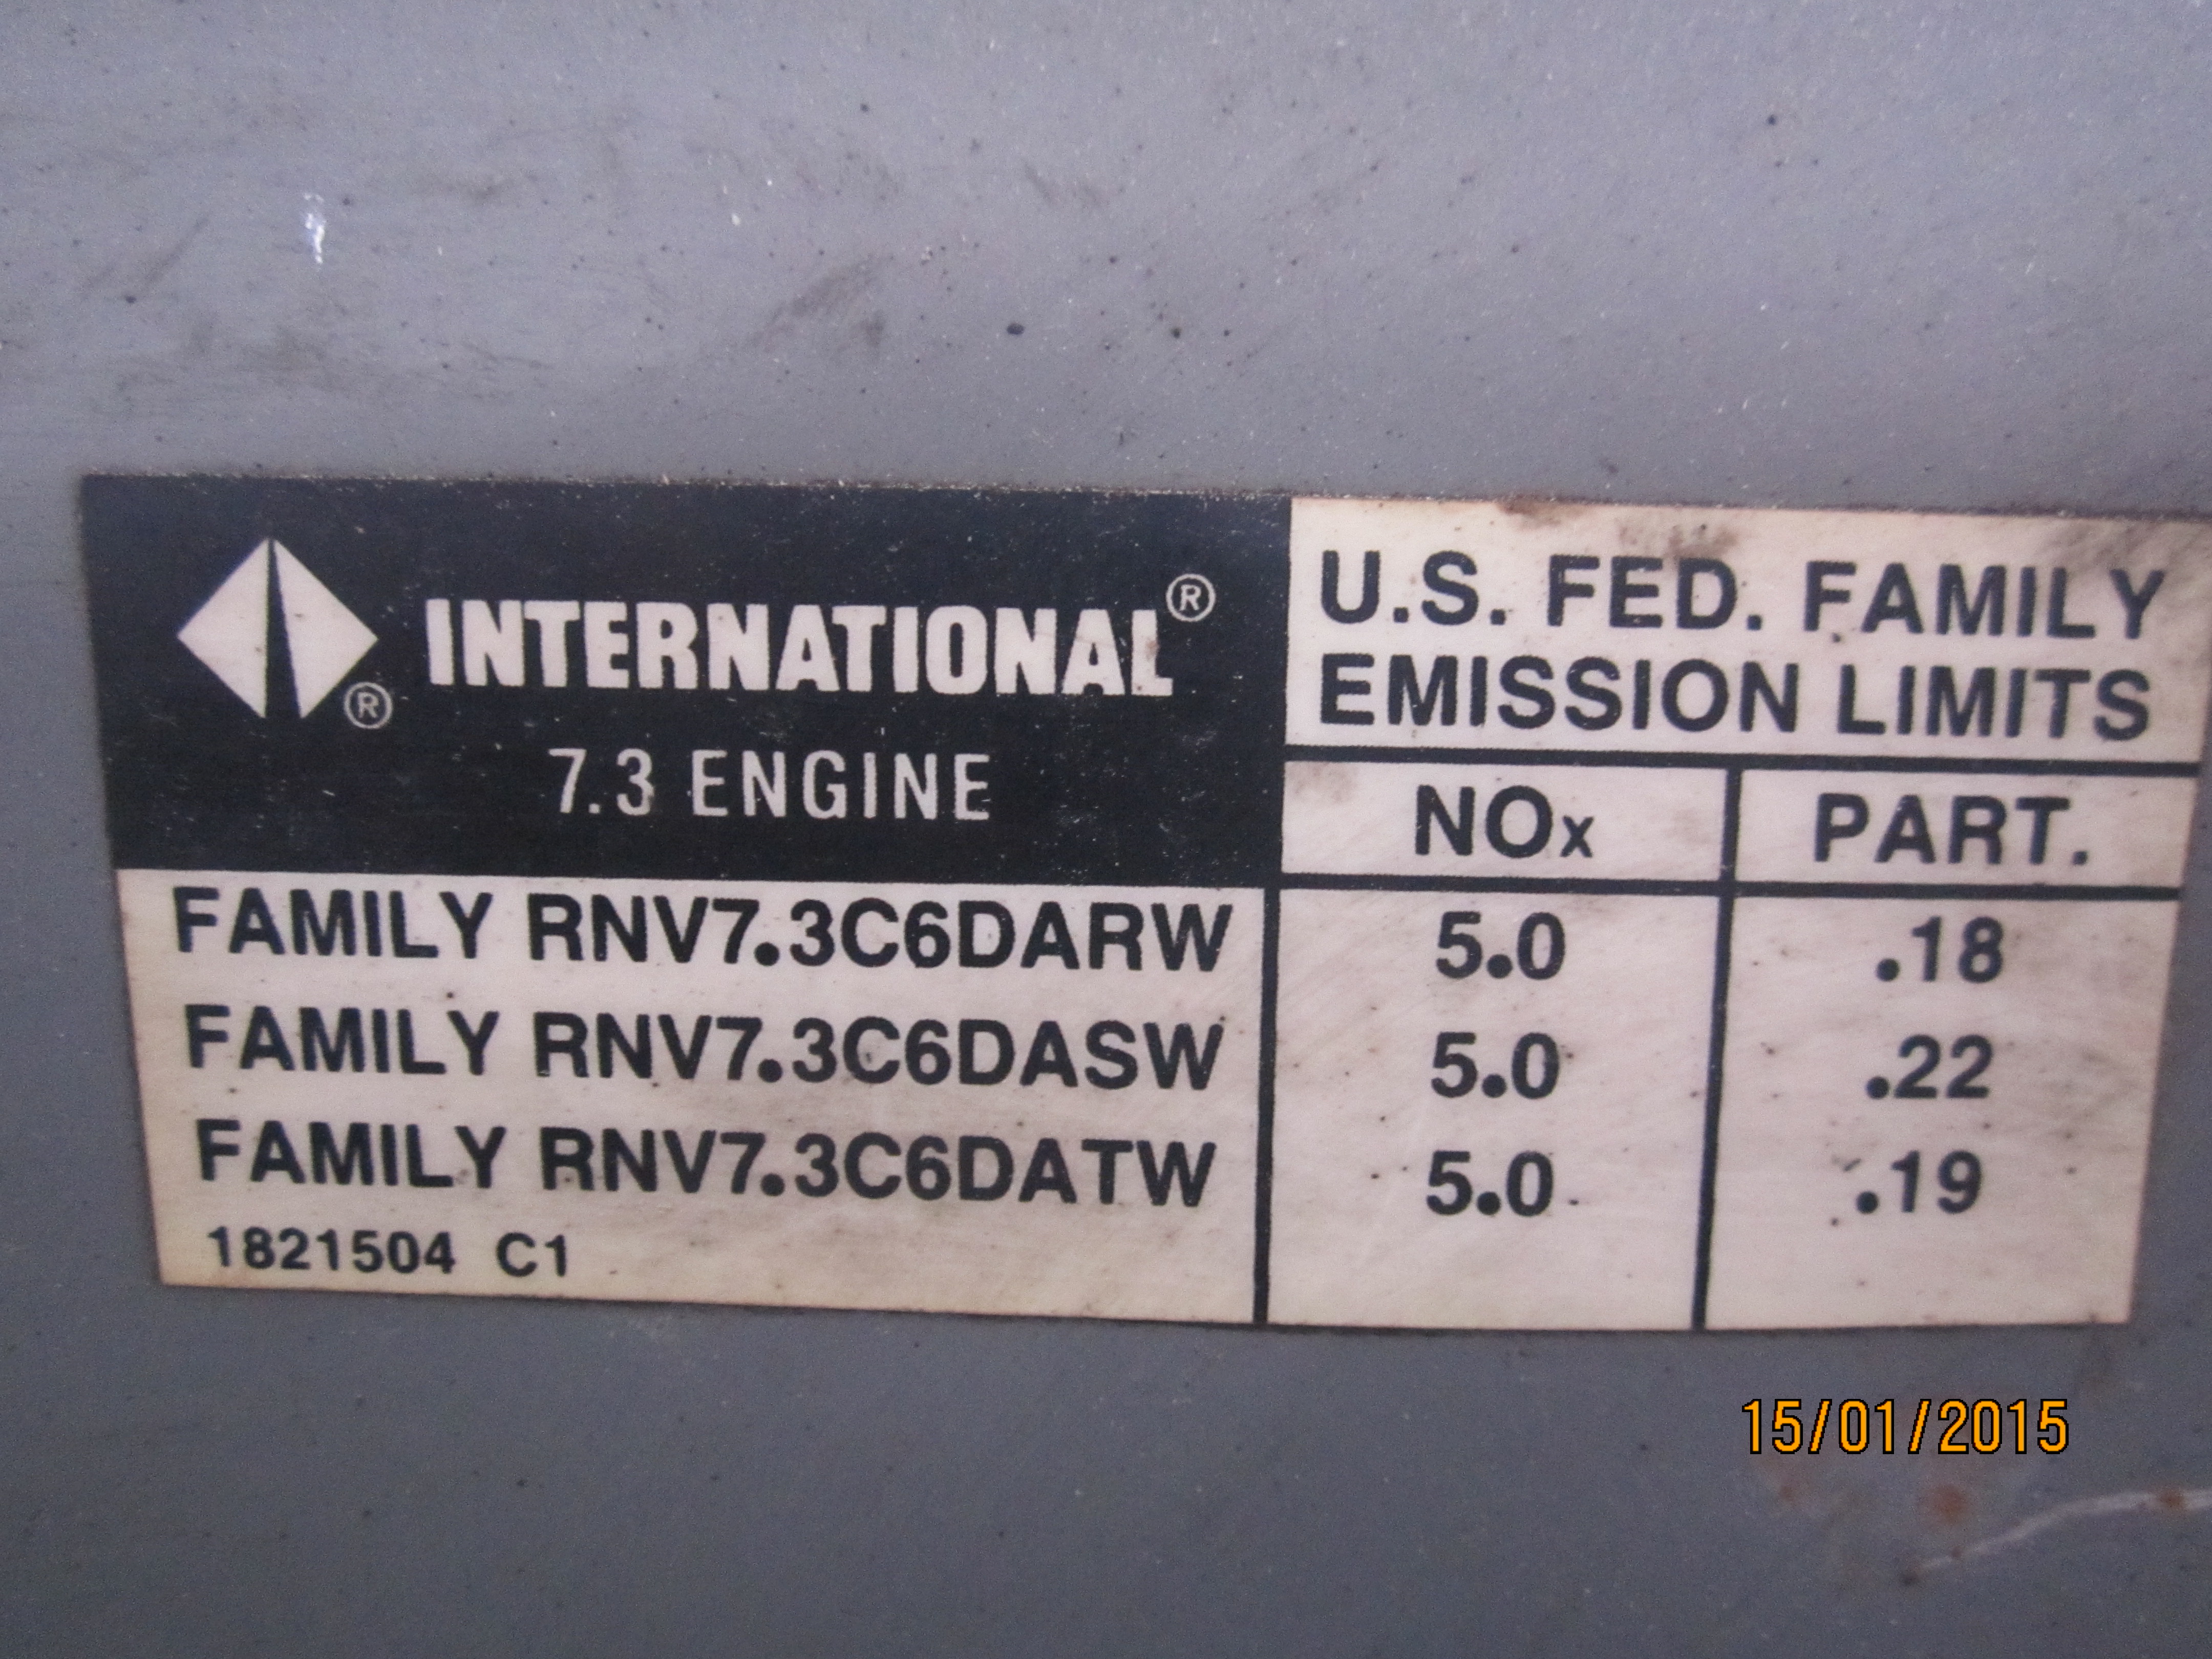 INTERNATIONAL®
®
7.3 ENGINE
U.S. FED. FAMILY
EMISSION LIMITS
NOx PART.
FAMILY RNV7.3C6DARW 5.0 .18
FAMILY RNV7.3C6DASW 5.0 .22
FAMILY RNV7.3C6DATW 5.0 .19
1821504 C1
15/01/2015